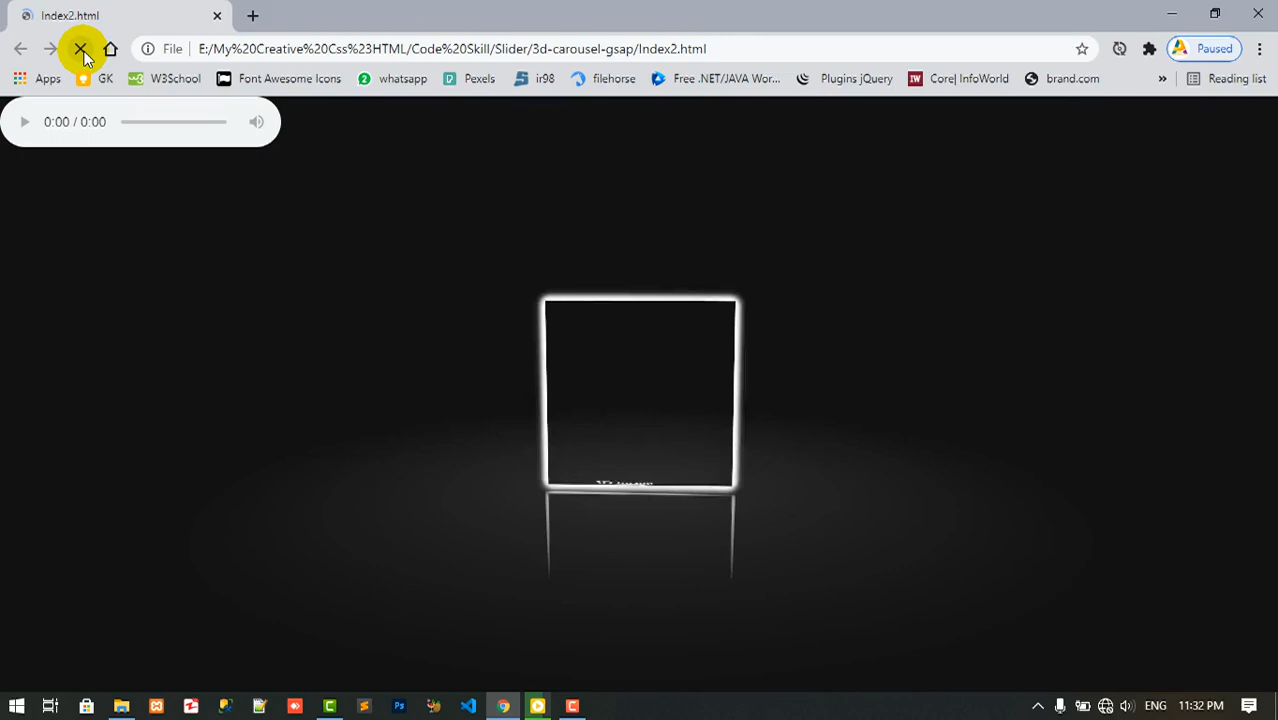 Index2.html
File E:/My%20Creative%20Css%23HTML/Code%20Skill/Slider/3d-carousel-gsap/Index2.html Paused
Apps GK W3School Font Awesome Icons whatsapp Pexels ir98 filehorse Free .NET/JAVA Wor... Plugins jQuery Core| InfoWorld brand.com » Reading list
0:00 / 0:00
ENG 11:32 PM